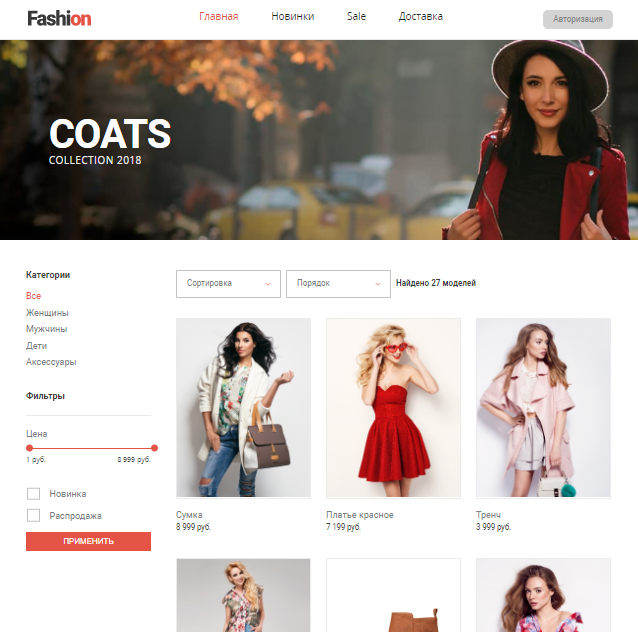 Fashion
Главная Новинки Sale Доставка
Авторизация
COATS
COLLECTION 2018
Категории
Все
Женщины
Мужчины
Дети
Аксессуары
Фильтры
Цена
1 руб. 8 999 руб.
Новинка
Распродажа
ПРИМЕНИТЬ
Сортировка
Порядок
Найдено 27 моделей
Сумка
8 999 руб.
Платье красное
7 199 руб.
Тренч
3 999 руб.